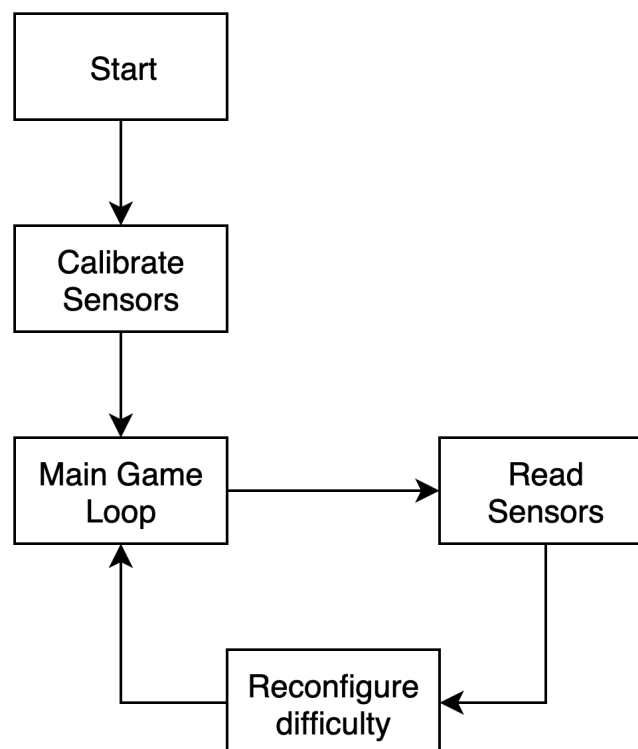 Start
Calibrate
Sensors
Main Game
Loop
Read
Sensors
Reconfigure
difficulty